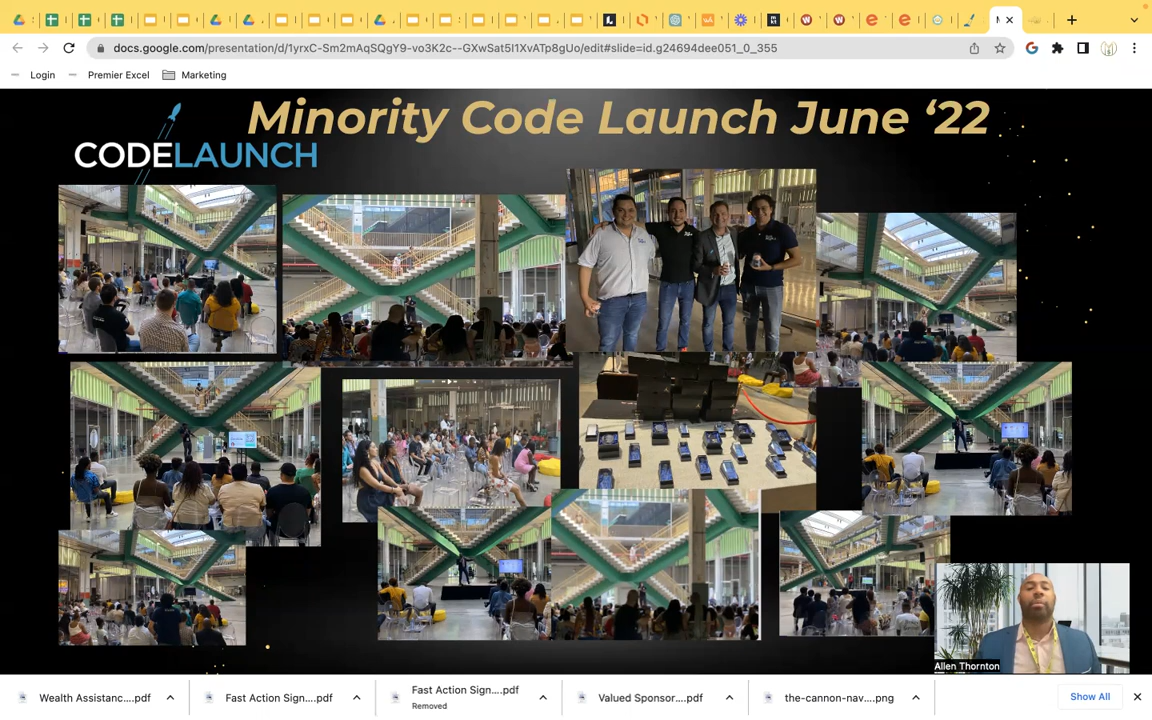 docs.google.com/presentation/d/1yrxC-Sm2mAqSQgY9-vo3K2c--GXwSat5I1XvATp8gUo/edit#slide=id.g24694dee051_0_355
Login
Premier Excel
Marketing
Minority Code Launch June ‘22
CODELAUNCH
Allen Thornton
Wealth Assistanc....pdf
Fast Action Sign....pdf
Fast Action Sign....pdf
Removed
Valued Sponsor....pdf
the-cannon-nav....png
Show All